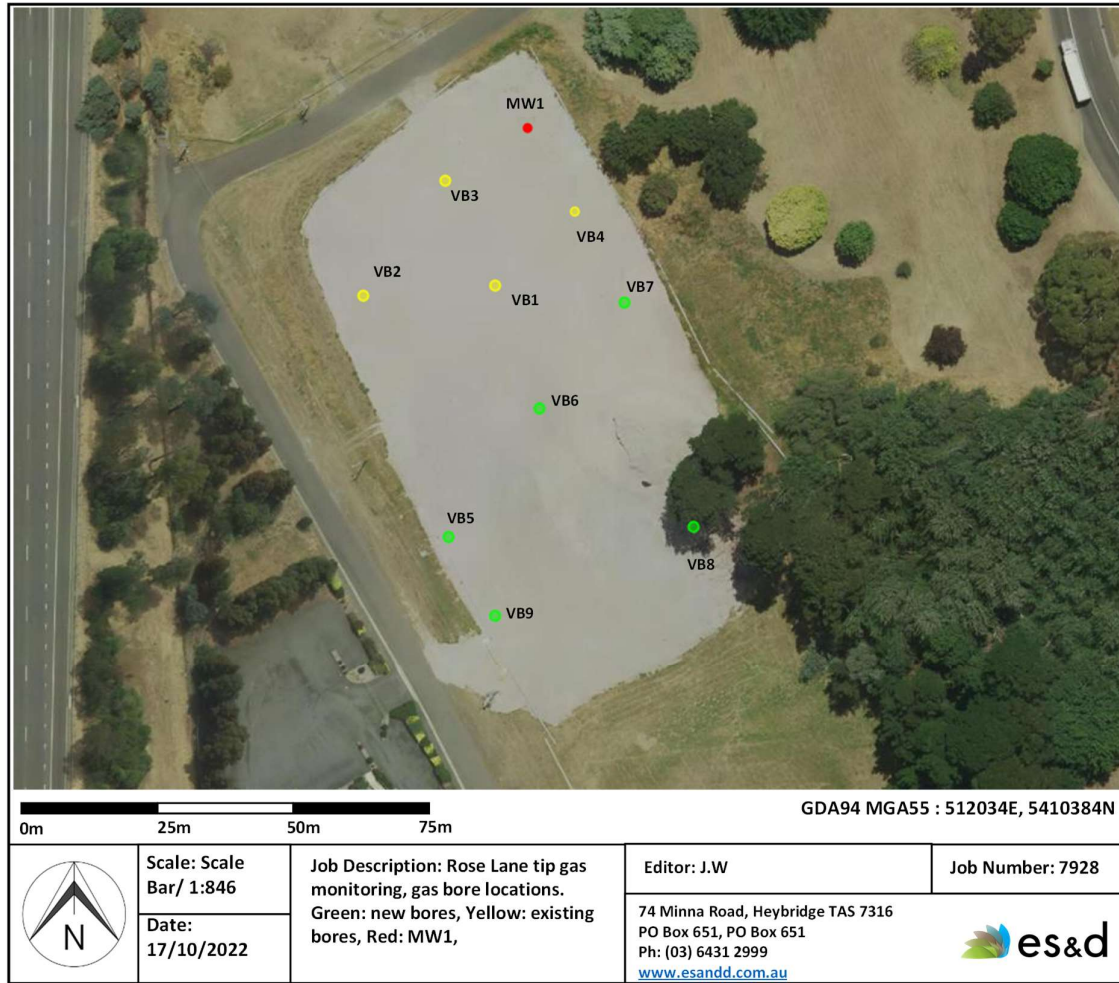 MW1
VB3
VB4
VB2
VB1
VB7
VB6
VB5
VB8
VB9
0m 25m 50m 75m
GDA94 MGA55 : 512034E, 5410384N
N
Scale: Scale
Bar/ 1:846
Date:
17/10/2022
Job Description: Rose Lane tip gas
monitoring, gas bore locations.
Green: new bores, Yellow: existing
bores, Red: MW1,
Editor: J.W
Job Number: 7928
74 Minna Road, Heybridge TAS 7316
PO Box 651, PO Box 651
Ph: (03) 6431 2999
www.esandd.com.au
es&d